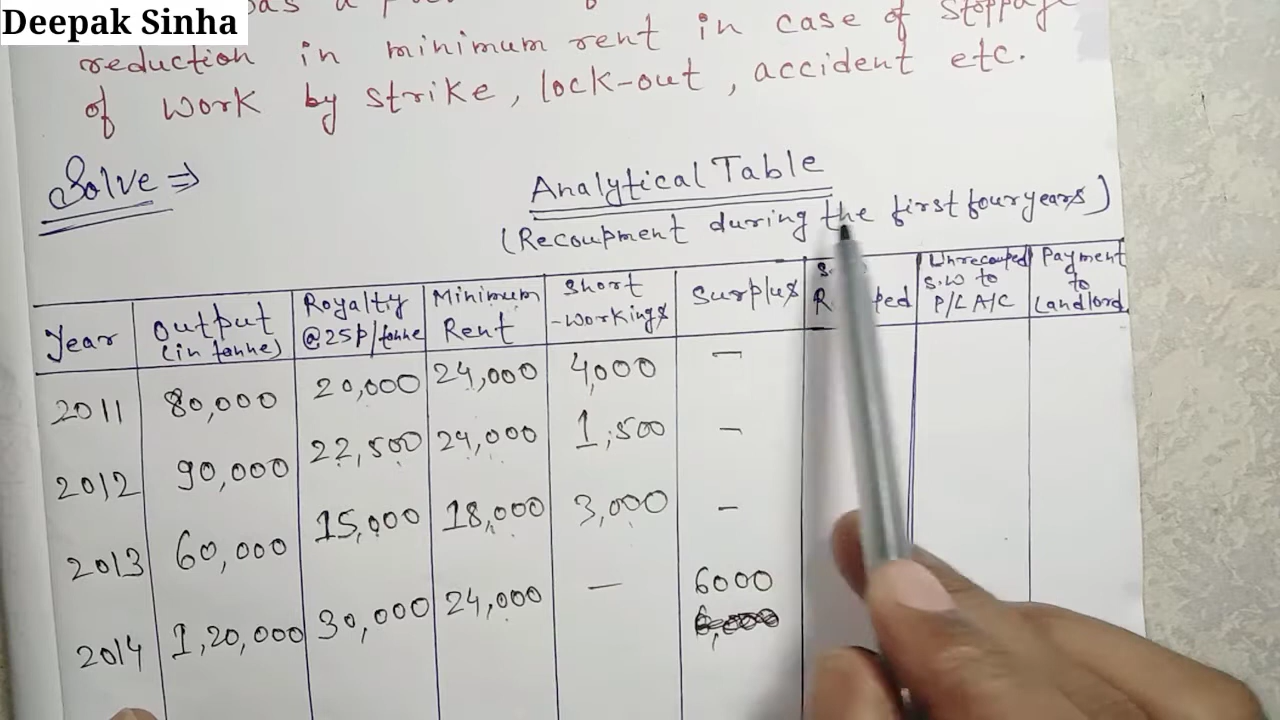 Deepak Sinha
reduction in minimum rent in case of stoppage
of work by strike, lock-out, accident etc.
Solve ⇒
Analytical Table
(Recoupment during the first four years)
Year | Output (in tonne) | Royalty @25p/tonne | Minimum Rent | Short-workings | Surplus | Unrecouped S.W to P/L A/C | Payment to Landlord
2011 | 80,000 | 20,000 | 24,000 | 4,000 | –
2012 | 90,000 | 22,500 | 24,000 | 1,500 | –
2013 | 60,000 | 15,000 | 18,000 | 3,000 | –
2014 | 1,20,000 | 30,000 | 24,000 | – | 6000